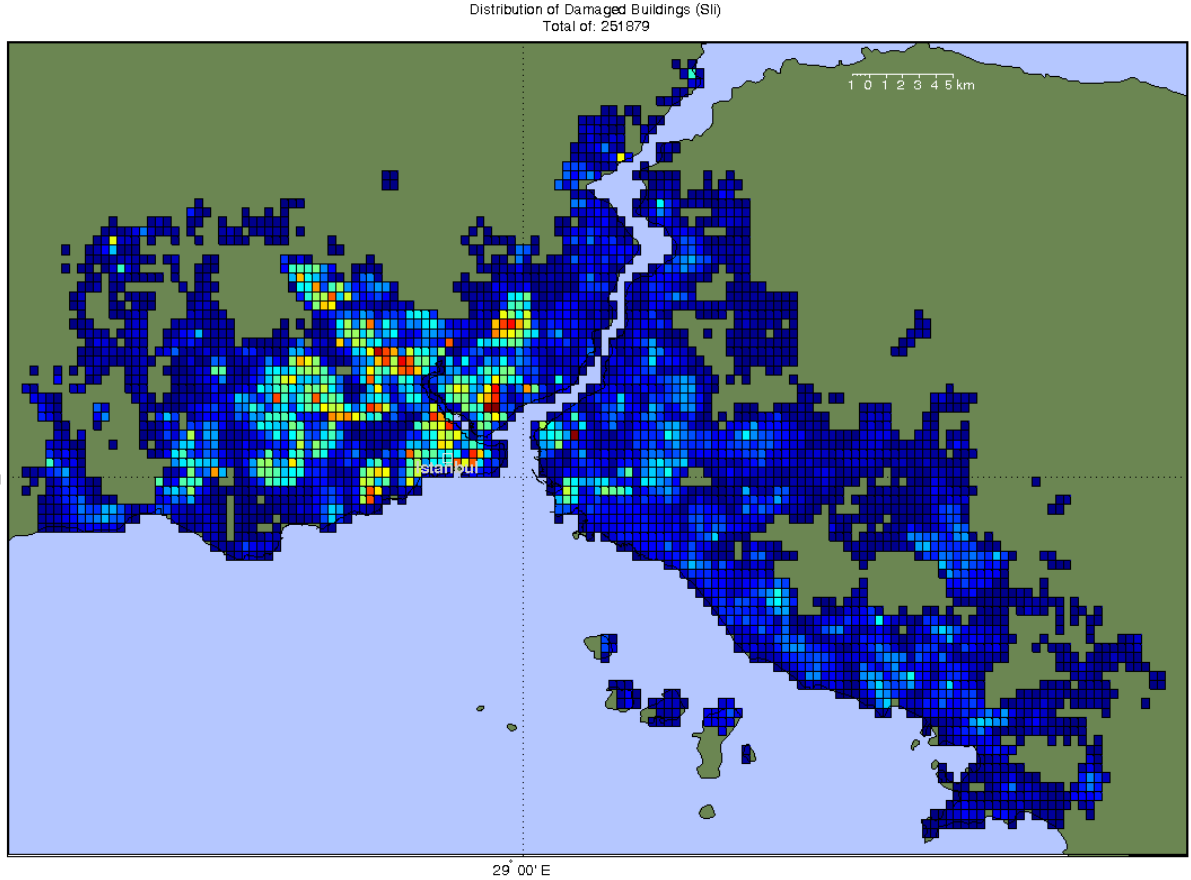 Distribution of Damaged Buildings (Sli)
Total of: 251879
1 0 1 2 3 4 5 km
Istanbul
29° 00' E